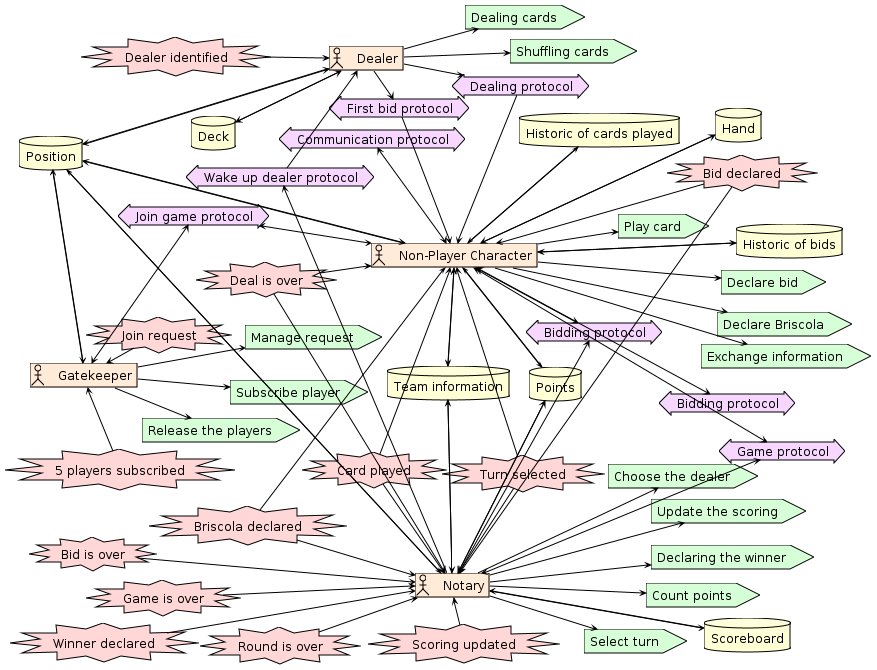 Dealing cards
Dealer identified
Dealer
Shuffling cards
Dealing protocol
First bid protocol
Deck
Historic of cards played
Hand
Communication protocol
Position
Wake up dealer protocol
Bid declared
Join game protocol
Play card
Historic of bids
Non-Player Character
Deal is over
Declare bid
Join request
Manage request
Bidding protocol
Declare Briscola
Exchange information
Gatekeeper
Subscribe player
Team information
Points
Bidding protocol
Release the players
Game protocol
5 players subscribed
Card played
Turn selected
Choose the dealer
Update the scoring
Briscola declared
Bid is over
Declaring the winner
Notary
Game is over
Count points
Winner declared
Round is over
Scoring updated
Select turn
Scoreboard